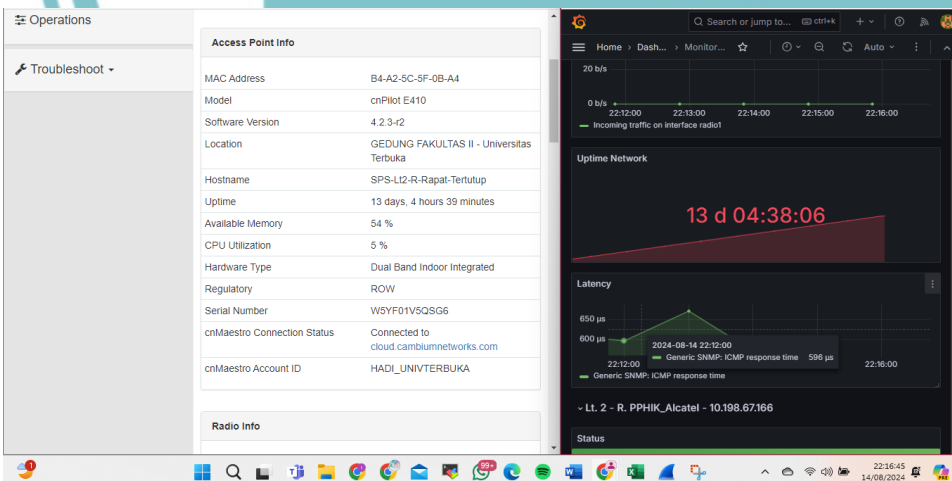 Operations
Troubleshoot
Access Point Info
MAC Address B4-A2-5C-5F-0B-A4
Model cnPilot E410
Software Version 4.2.3-r2
Location GEDUNG FAKULTAS II - Universitas
Terbuka
Hostname SPS-Lt2-R-Rapat-Tertutup
Uptime 13 days, 4 hours 39 minutes
Available Memory 54 %
CPU Utilization 5 %
Hardware Type Dual Band Indoor Integrated
Regulatory ROW
Serial Number W5YF01V5QSG6
cnMaestro Connection Status Connected to
cloud.cambiumnetworks.com
cnMaestro Account ID HADI_UNIVTERBUKA
Radio Info
Search or jump to... ctrl+k
Home › Dash... › Monitor... Auto
20 b/s
0 b/s
22:12:00 22:13:00 22:14:00 22:15:00 22:16:00
Incoming traffic on interface radio1
Uptime Network
13 d 04:38:06
Latency
650 µs
600 µs
2024-08-14 22:12:00
Generic SNMP: ICMP response time 596 µs
22:12:00 22:16:00
Generic SNMP: ICMP response time
Lt. 2 - R. PPHIK_Alcatel - 10.198.67.166
Status
99+
22:16:45
14/08/2024